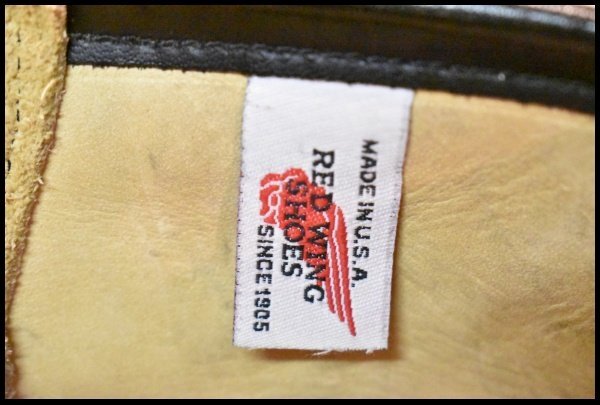 MADE IN U.S.A.
RED WING
SHOES
SINCE 1905